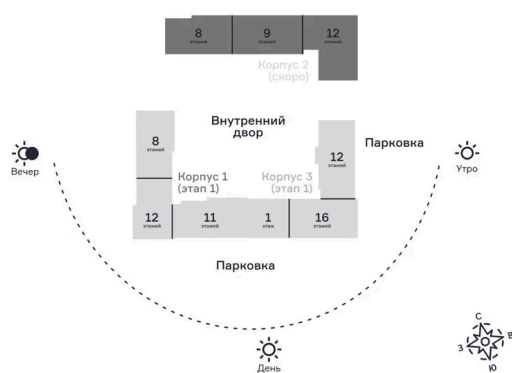 8
этажей
9
этажей
12
этажей
Корпус 2
(скоро)
Внутренний
двор
8
этажей
12
этажей
Парковка
Вечер
Утро
Корпус 1
(этап 1)
Корпус 3
(этап 1)
12
этажей
11
этажей
1
этаж
16
этажей
Парковка
День
С
В
З
Ю